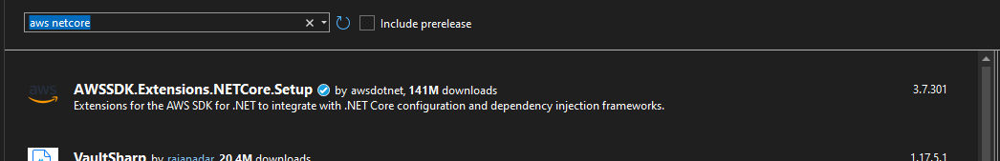 aws netcore
Include prerelease
aws
AWSSDK.Extensions.NETCore.Setup by awsdotnet, 141M downloads
3.7.301
Extensions for the AWS SDK for .NET to integrate with .NET Core configuration and dependency injection frameworks.
VaultSharp by rajanadar, 20.4M downloads
1.17.5.1